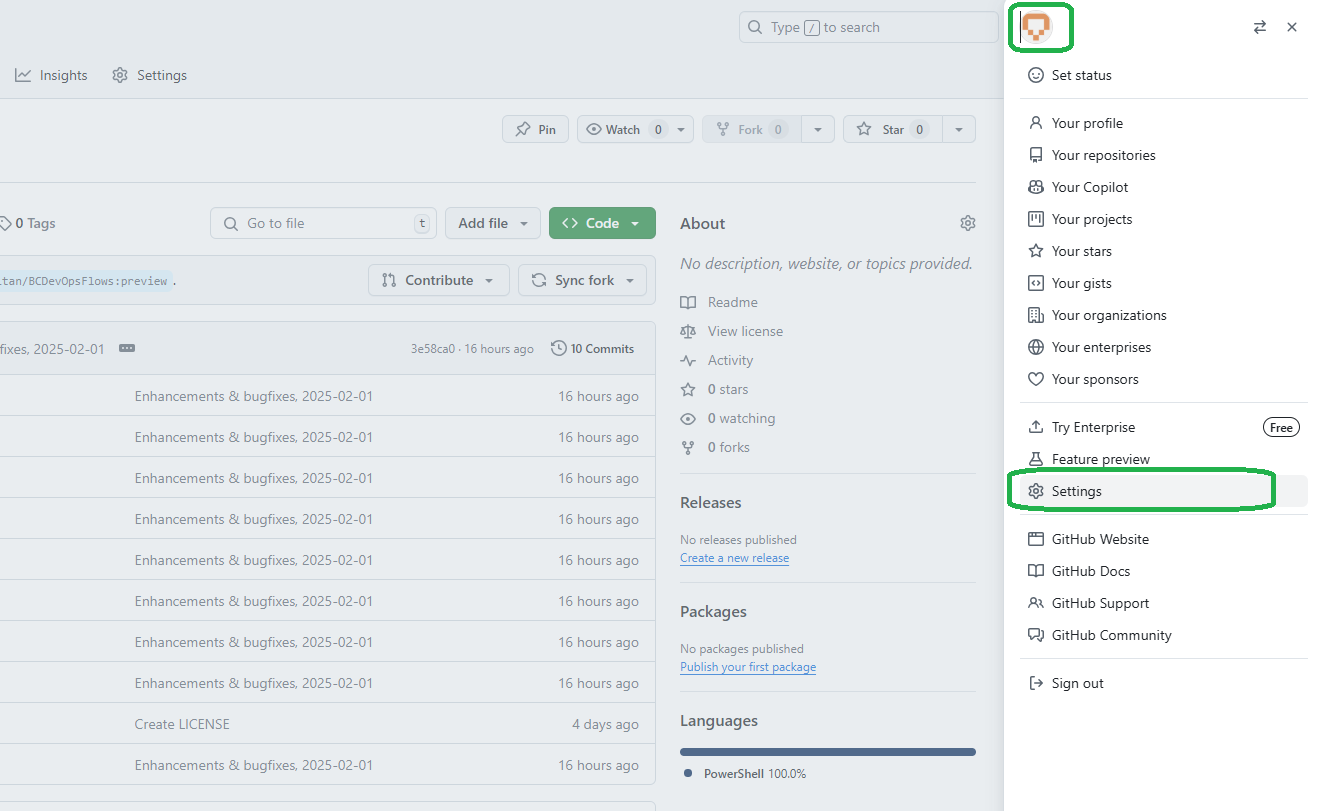 Type / to search
Insights
Settings
Pin
Watch 0
Fork 0
Star 0
0 Tags
Go to file
t
Add file
Code
tan/BCDevOpsFlows:preview .
Contribute
Sync fork
fixes, 2025-02-01
3e58ca0 · 16 hours ago
10 Commits
Enhancements & bugfixes, 2025-02-01
16 hours ago
Enhancements & bugfixes, 2025-02-01
16 hours ago
Enhancements & bugfixes, 2025-02-01
16 hours ago
Enhancements & bugfixes, 2025-02-01
16 hours ago
Enhancements & bugfixes, 2025-02-01
16 hours ago
Enhancements & bugfixes, 2025-02-01
16 hours ago
Enhancements & bugfixes, 2025-02-01
16 hours ago
Enhancements & bugfixes, 2025-02-01
16 hours ago
Create LICENSE
4 days ago
Enhancements & bugfixes, 2025-02-01
16 hours ago
About
No description, website, or topics provided.
Readme
View license
Activity
0 stars
0 watching
0 forks
Releases
No releases published
Create a new release
Packages
No packages published
Publish your first package
Languages
PowerShell 100.0%
Set status
Your profile
Your repositories
Your Copilot
Your projects
Your stars
Your gists
Your organizations
Your enterprises
Your sponsors
Try Enterprise
Free
Feature preview
Settings
GitHub Website
GitHub Docs
GitHub Support
GitHub Community
Sign out